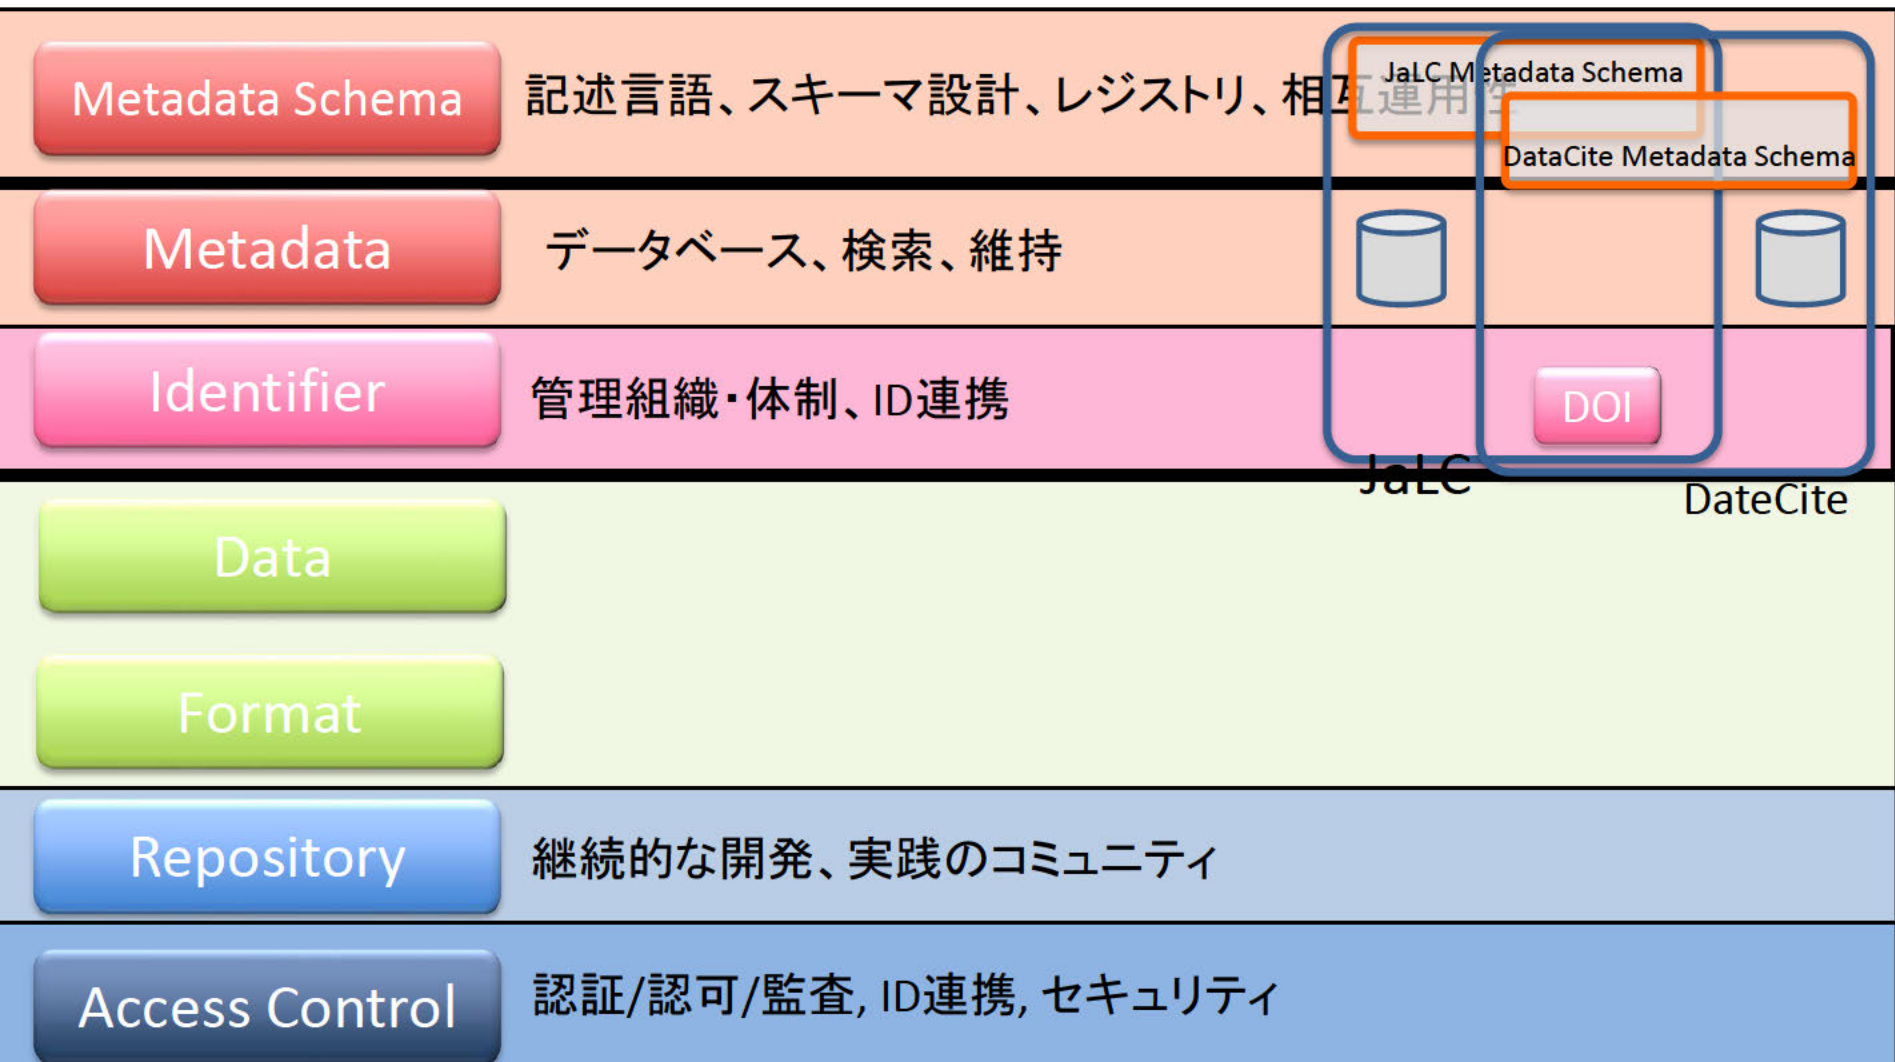 Metadata Schema
記述言語、スキーマ設計、レジストリ、相互運用性
JaLC Metadata Schema
DataCite Metadata Schema
Metadata
データベース、検索、維持
Identifier
管理組織・体制、ID連携
DOI
JaLC
DateCite
Data
Format
Repository
継続的な開発、実践のコミュニティ
Access Control
認証/認可/監査, ID連携, セキュリティ